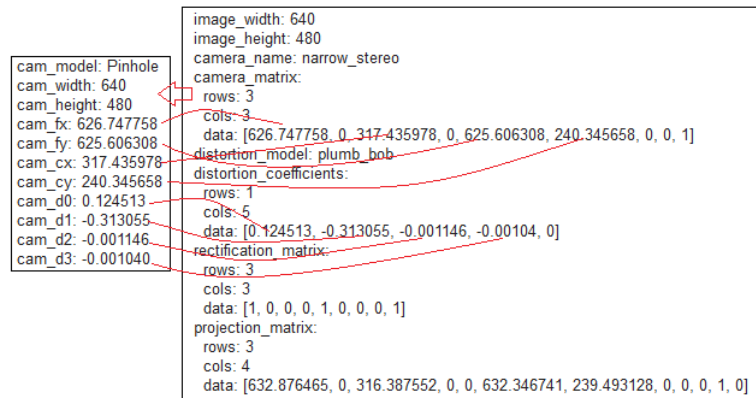 cam_model: Pinhole
cam_width: 640
cam_height: 480
cam_fx: 626.747758
cam_fy: 625.606308
cam_cx: 317.435978
cam_cy: 240.345658
cam_d0: 0.124513
cam_d1: -0.313055
cam_d2: -0.001146
cam_d3: -0.001040
image_width: 640
image_height: 480
camera_name: narrow_stereo
camera_matrix:
rows: 3
cols: 3
data: [626.747758, 0, 317.435978, 0, 625.606308, 240.345658, 0, 0, 1]
distortion_model: plumb_bob
distortion_coefficients:
rows: 1
cols: 5
data: [0.124513, -0.313055, -0.001146, -0.00104, 0]
rectification_matrix:
rows: 3
cols: 3
data: [1, 0, 0, 0, 1, 0, 0, 0, 1]
projection_matrix:
rows: 3
cols: 4
data: [632.876465, 0, 316.387552, 0, 0, 632.346741, 239.493128, 0, 0, 0, 1, 0]